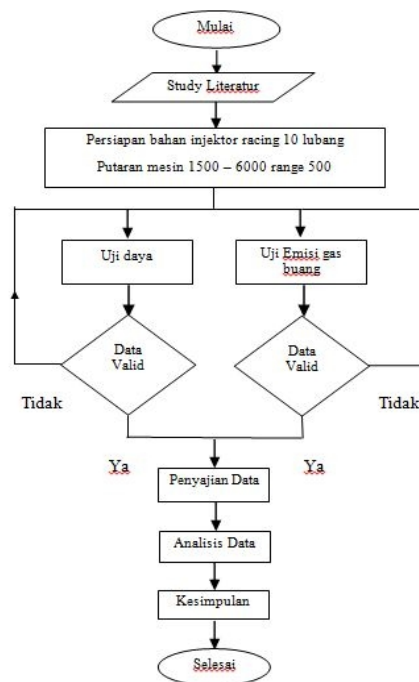 Mulai
Study Literatur
Persiapan bahan injektor racing 10 lubang
Putaran mesin 1500 – 6000 range 500
Uji daya
Uji Emisi gas
buang
Data
Valid
Data
Valid
Tidak
Tidak
Ya
Ya
Penyajian Data
Analisis Data
Kesimpulan
Selesai